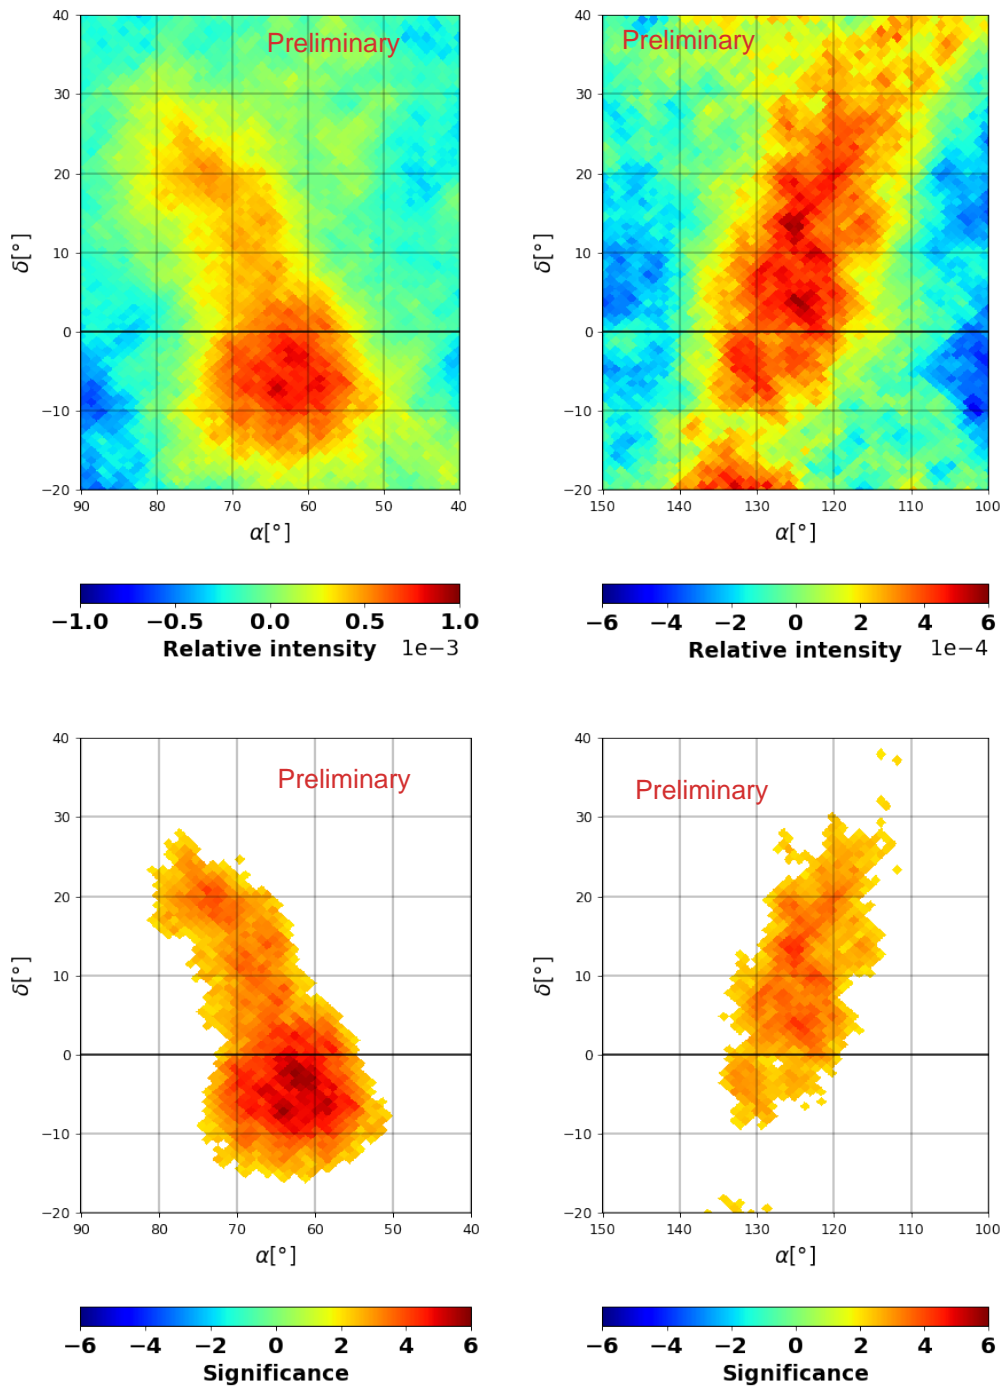 Preliminary
40
30
20
10
0
−10
−20
δ[°]
90 80 70 60 50 40
α[°]
−1.0 −0.5 0.0 0.5 1.0
Relative intensity 1e−3
Preliminary
40
30
20
10
0
−10
−20
δ[°]
150 140 130 120 110 100
α[°]
−6 −4 −2 0 2 4 6
Relative intensity 1e−4
Preliminary
40
30
20
10
0
−10
−20
δ[°]
90 80 70 60 50 40
α[°]
−6 −4 −2 0 2 4 6
Significance
Preliminary
40
30
20
10
0
−10
−20
δ[°]
150 140 130 120 110 100
α[°]
−6 −4 −2 0 2 4 6
Significance